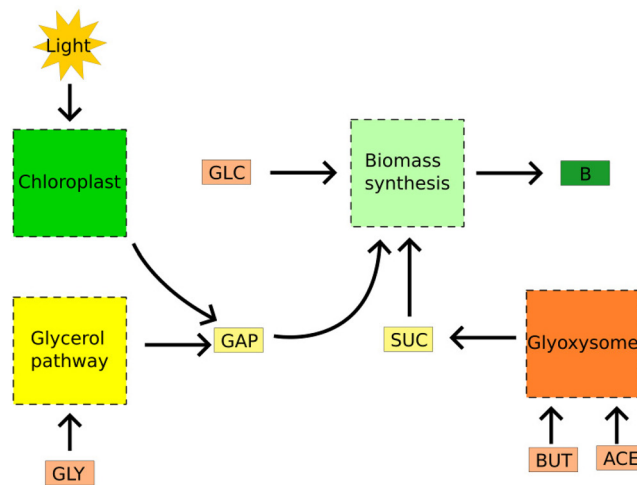 Light
Chloroplast
GLC
Biomass
synthesis
B
Glycerol
pathway
GAP
SUC
Glyoxysome
GLY
BUT
ACE